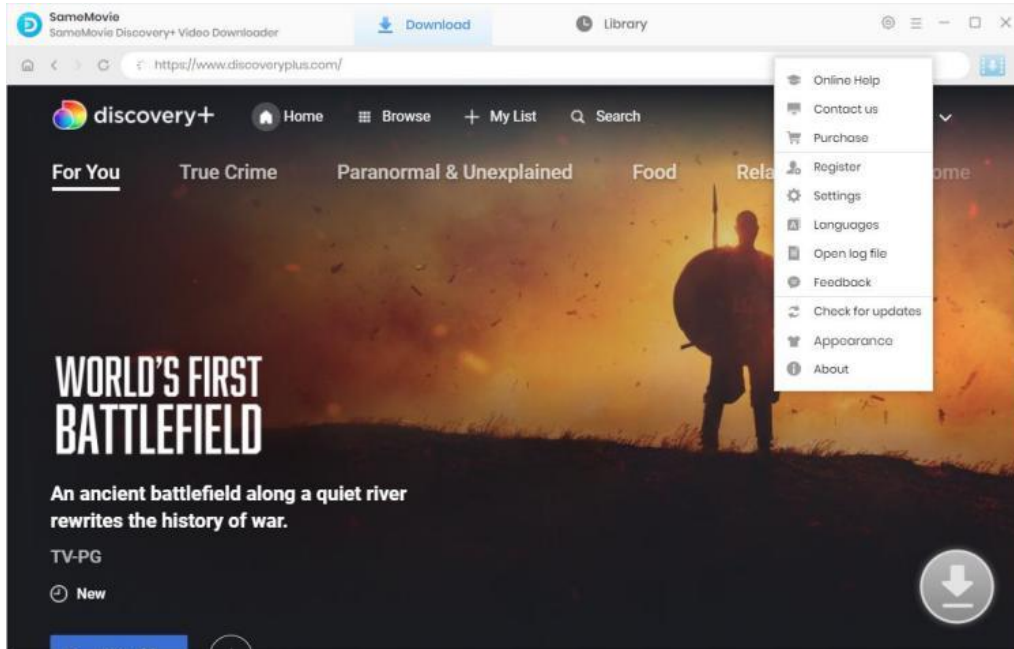 SameMovie
SameMovie Discovery+ Video Downloader
Download
Library
https://www.discoveryplus.com/
Online Help
Contact us
Purchase
Register
Settings
Languages
Open log file
Feedback
Check for updates
Appearance
About
discovery+
Home
Browse
My List
Search
For You
True Crime
Paranormal & Unexplained
Food
WORLD'S FIRST
BATTLEFIELD
An ancient battlefield along a quiet river
rewrites the history of war.
TV-PG
New